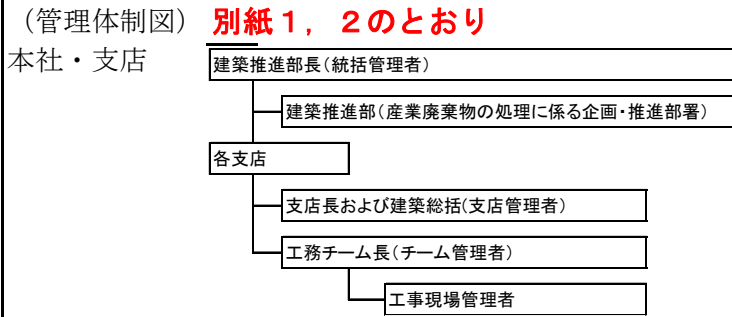 （管理体制図） 別紙１，２のとおり
本社・支店
建築推進部長（統括管理者）
建築推進部（産業廃棄物の処理に係る企画・推進部署）
各支店
支店長および建築総括（支店管理者）
工務チーム長（チーム管理者）
工事現場管理者